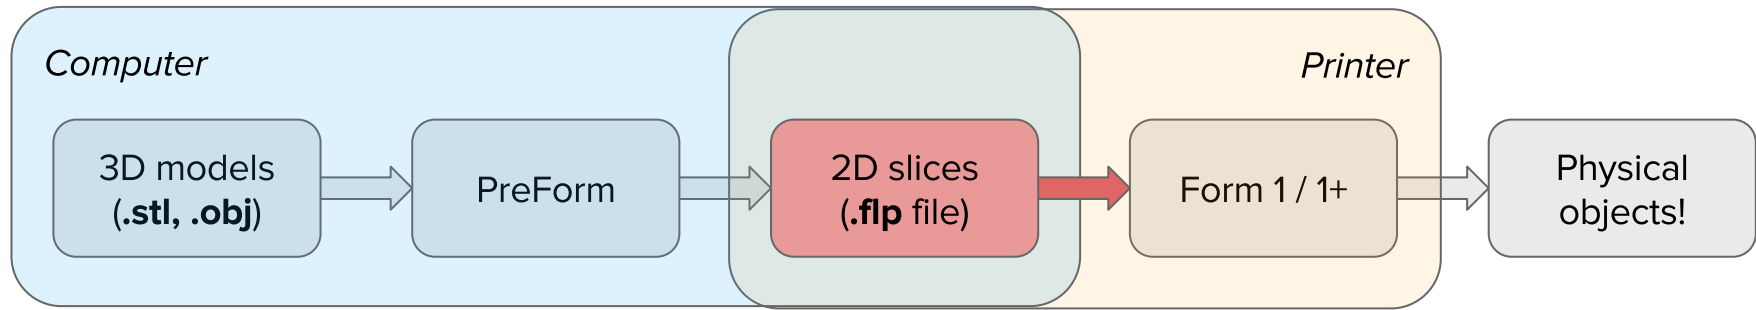 Computer
Printer
3D models
(.stl, .obj)
PreForm
2D slices
(.flp file)
Form 1 / 1+
Physical
objects!